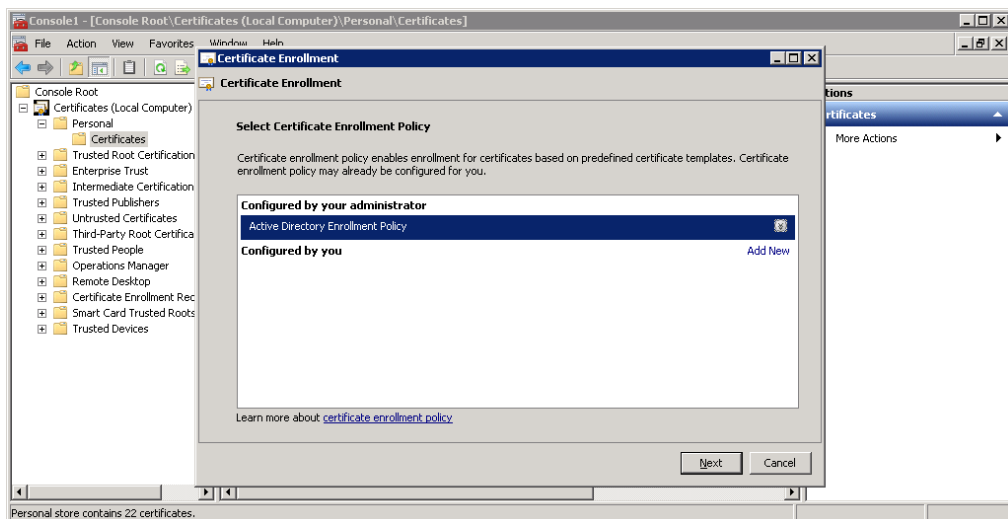 Console1 - [Console Root\Certificates (Local Computer)\Personal\Certificates]
File Action View Favorites Window Help
Console Root
Certificates (Local Computer)
Personal
Certificates
Trusted Root Certification
Enterprise Trust
Intermediate Certification
Trusted Publishers
Untrusted Certificates
Third-Party Root Certifica
Trusted People
Operations Manager
Remote Desktop
Certificate Enrollment Rec
Smart Card Trusted Roots
Trusted Devices
Certificate Enrollment
Certificate Enrollment
Select Certificate Enrollment Policy
Certificate enrollment policy enables enrollment for certificates based on predefined certificate templates. Certificate
enrollment policy may already be configured for you.
Configured by your administrator
Active Directory Enrollment Policy
Configured by you Add New
Learn more about certificate enrollment policy
Next Cancel
tions
rtificates
More Actions
Personal store contains 22 certificates.